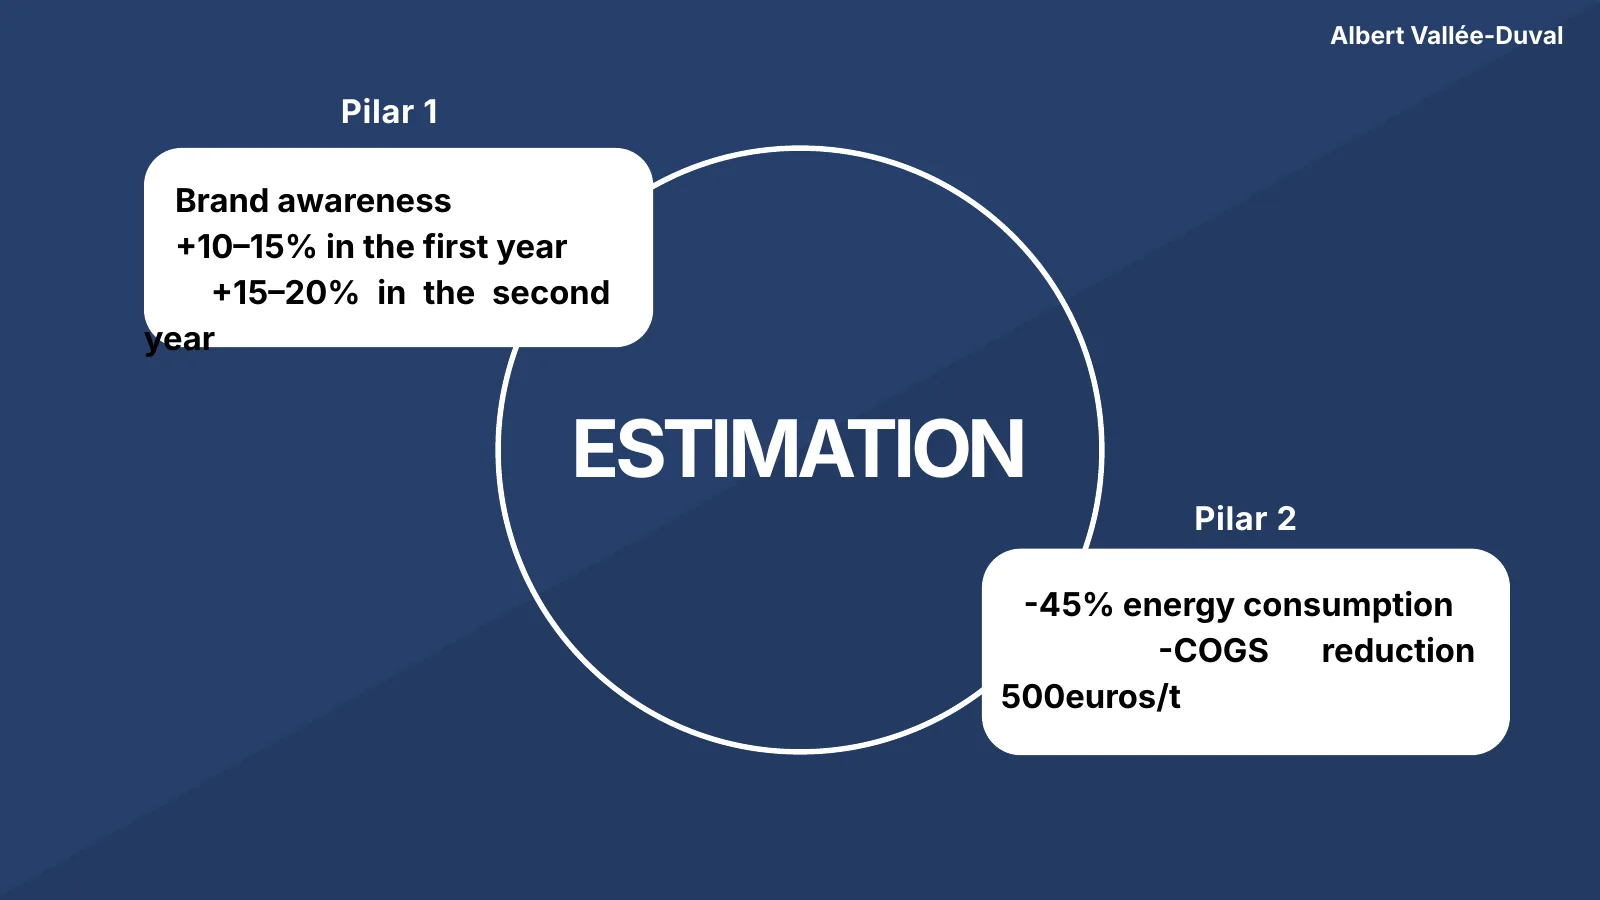 Albert Vallée-Duval
Pilar 1
Brand awareness
+10–15% in the first year
+15–20% in the second
year
ESTIMATION
Pilar 2
-45% energy consumption
-COGS reduction
500euros/t